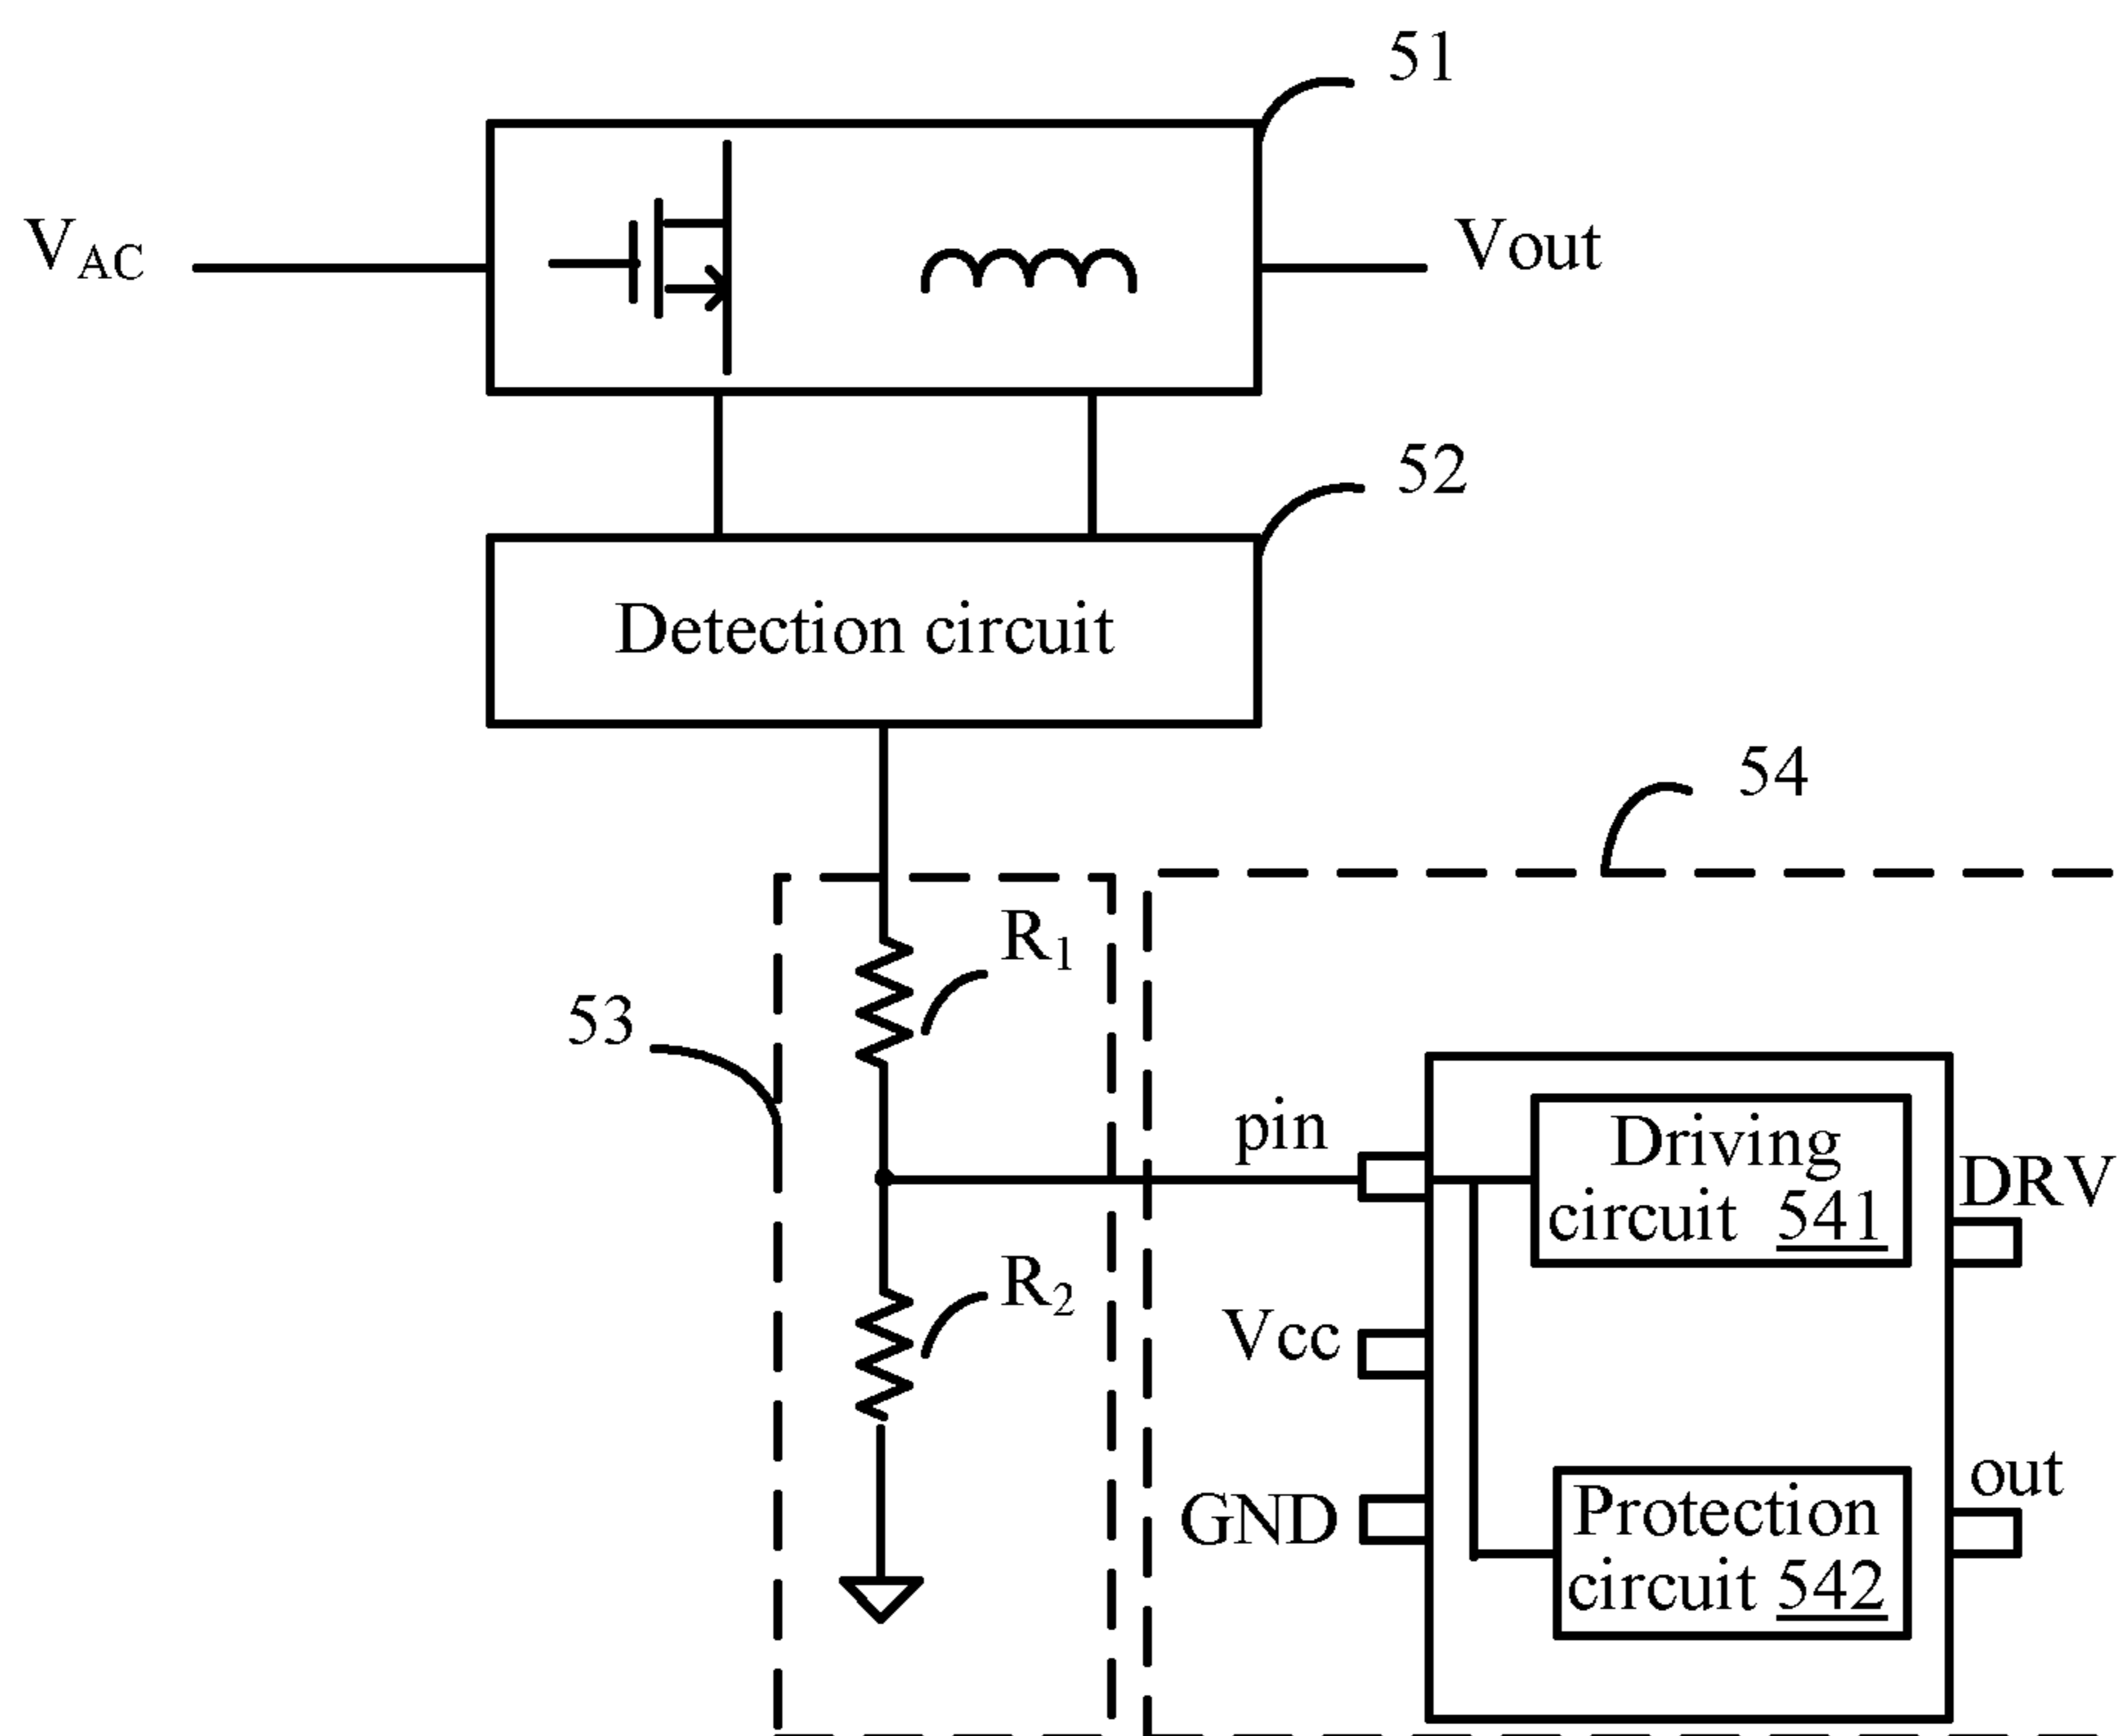 51
V_AC
Vout
52
Detection circuit
54
R₁
53
pin
Driving
circuit 541
DRV
R₂
Vcc
out
GND
Protection
circuit 542